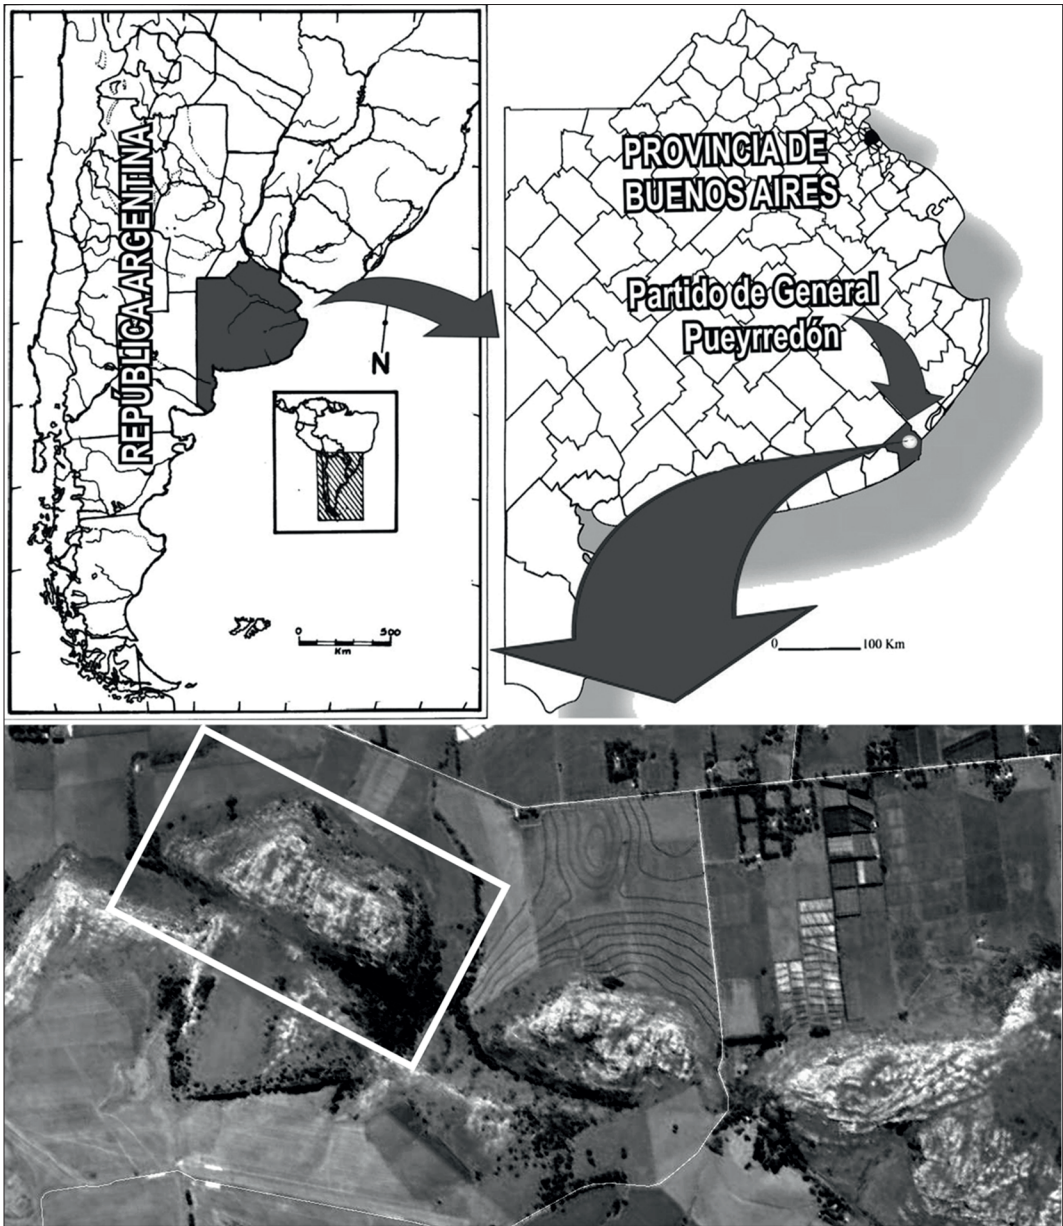 REPÚBLICA ARGENTINA
N
0 500
Km
PROVINCIA DE
BUENOS AIRES
Partido de General
Pueyrredón
0 100 Km